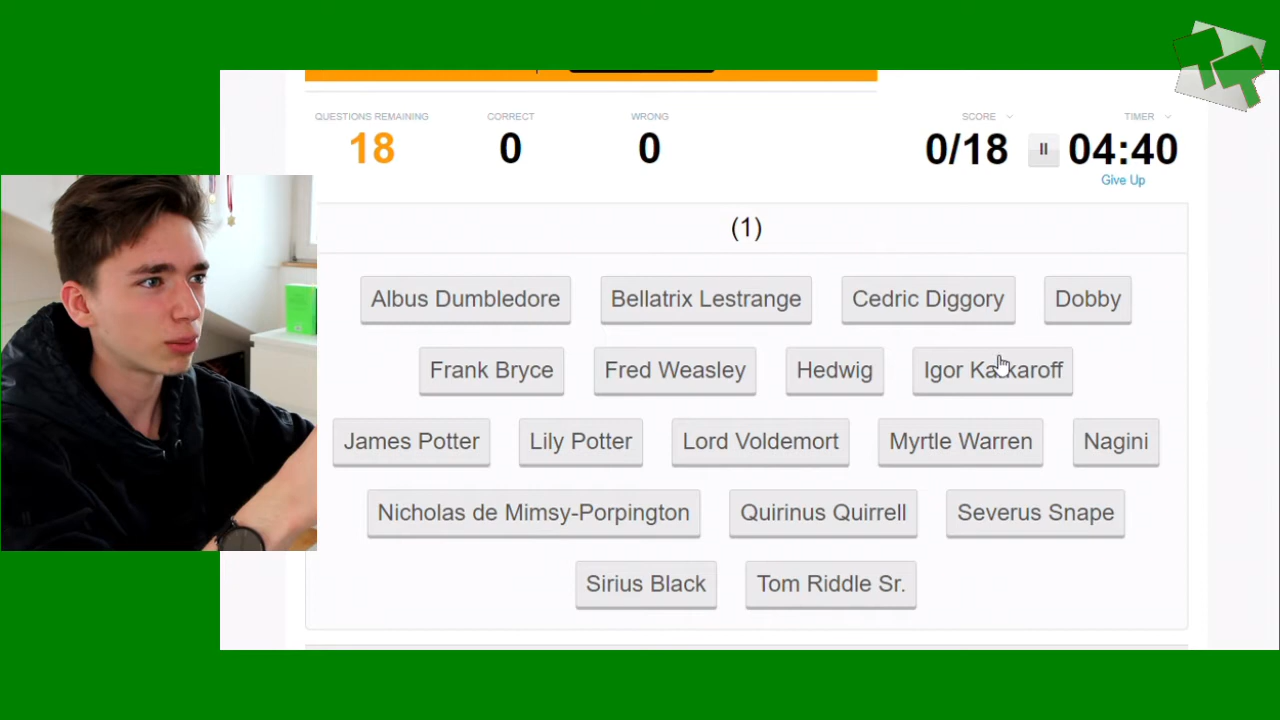 QUESTIONS REMAINING CORRECT WRONG SCORE TIMER
18 0 0 0/18 04:40
Give Up
(1)
Albus Dumbledore Bellatrix Lestrange Cedric Diggory Dobby
Frank Bryce Fred Weasley Hedwig Igor Karkaroff
James Potter Lily Potter Lord Voldemort Myrtle Warren Nagini
Nicholas de Mimsy-Porpington Quirinus Quirrell Severus Snape
Sirius Black Tom Riddle Sr.